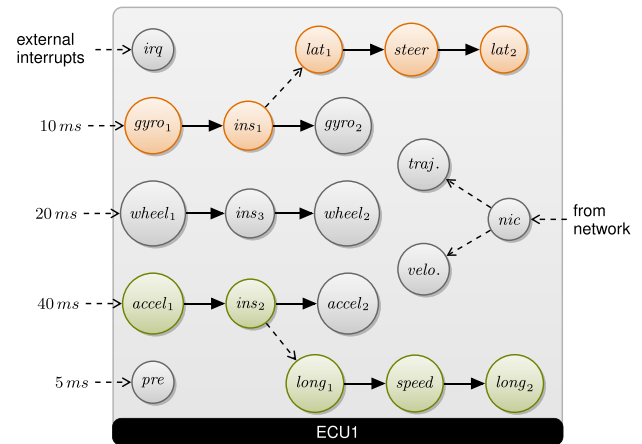 external
interrupts
irq
lat₁
steer
lat₂
10 ms
gyro₁
ins₁
gyro₂
traj.
20 ms
wheel₁
ins₃
wheel₂
nic
from
network
velo.
40 ms
accel₁
ins₂
accel₂
5 ms
pre
long₁
speed
long₂
ECU1